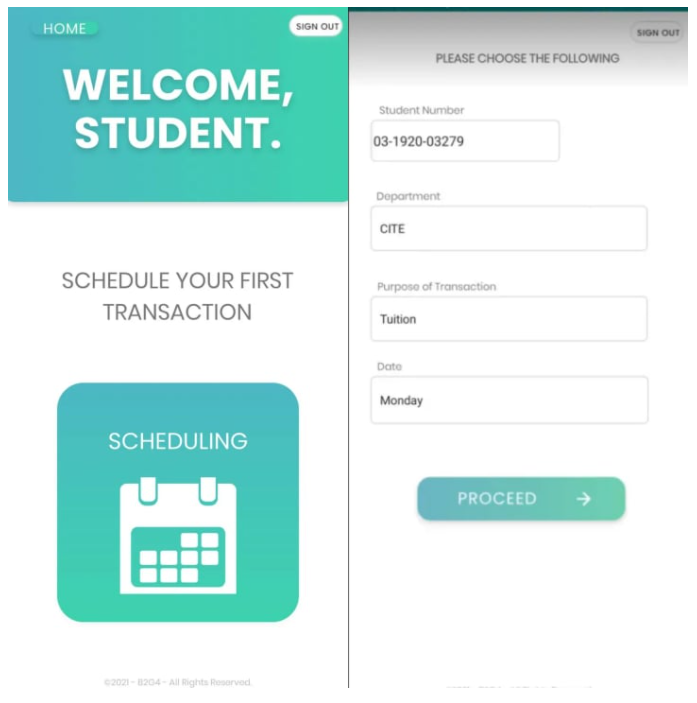 HOME
SIGN OUT
WELCOME,
STUDENT.
SCHEDULE YOUR FIRST
TRANSACTION
SCHEDULING
©2021 - B2G4 - All Rights Reserved.
SIGN OUT
PLEASE CHOOSE THE FOLLOWING
Student Number
03-1920-03279
Department
CITE
Purpose of Transaction
Tuition
Date
Monday
PROCEED →